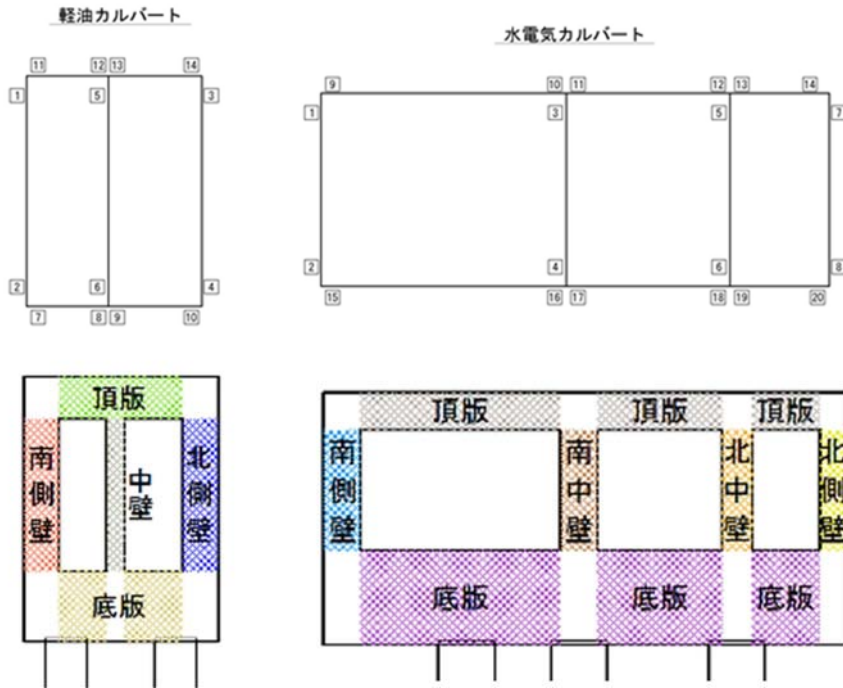 軽油カルバート
水電気カルバート
11 12 13 14
1 5 3
2 6 4
7 8 9 10
9 10 11 12 13 14
1 3 5 7
2 4 6 8
15 16 17 18 19 20
頂版
南側壁
中壁
北側壁
底版
頂版 頂版 頂版
南側壁
南中壁
北中壁
北側壁
底版 底版 底版